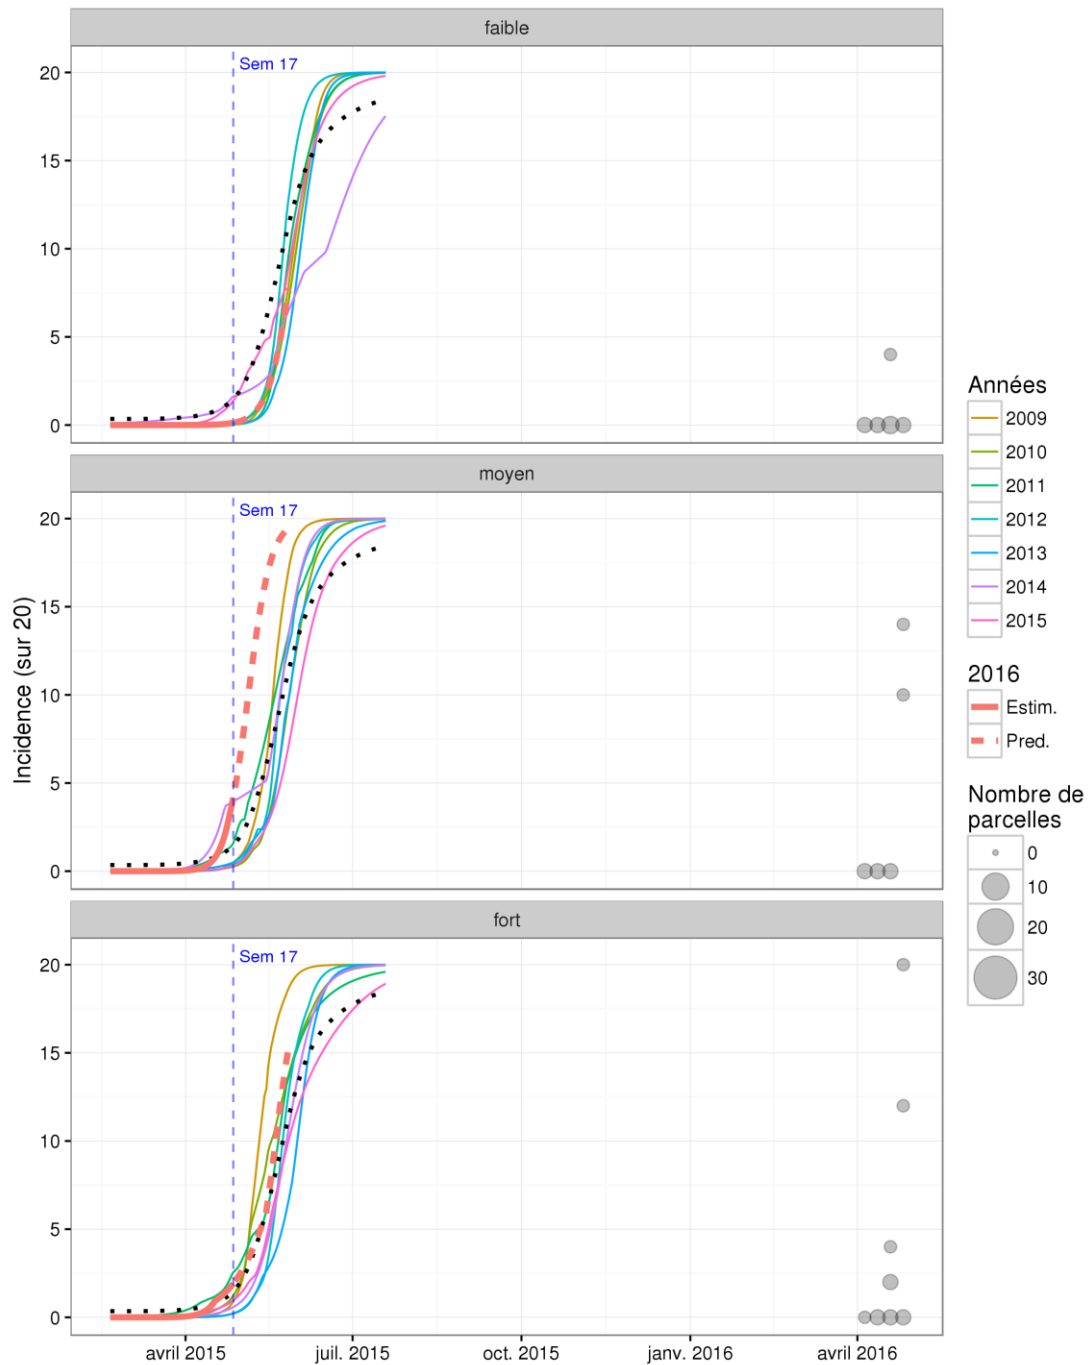 faible
Sem 17
20
15
10
5
0
moyen
Sem 17
20
15
10
5
0
fort
Sem 17
20
15
10
5
0
Incidence (sur 20)
avril 2015
juil. 2015
oct. 2015
janv. 2016
avril 2016
Années
2009
2010
2011
2012
2013
2014
2015
2016
Estim.
Pred.
Nombre de
parcelles
0
10
20
30